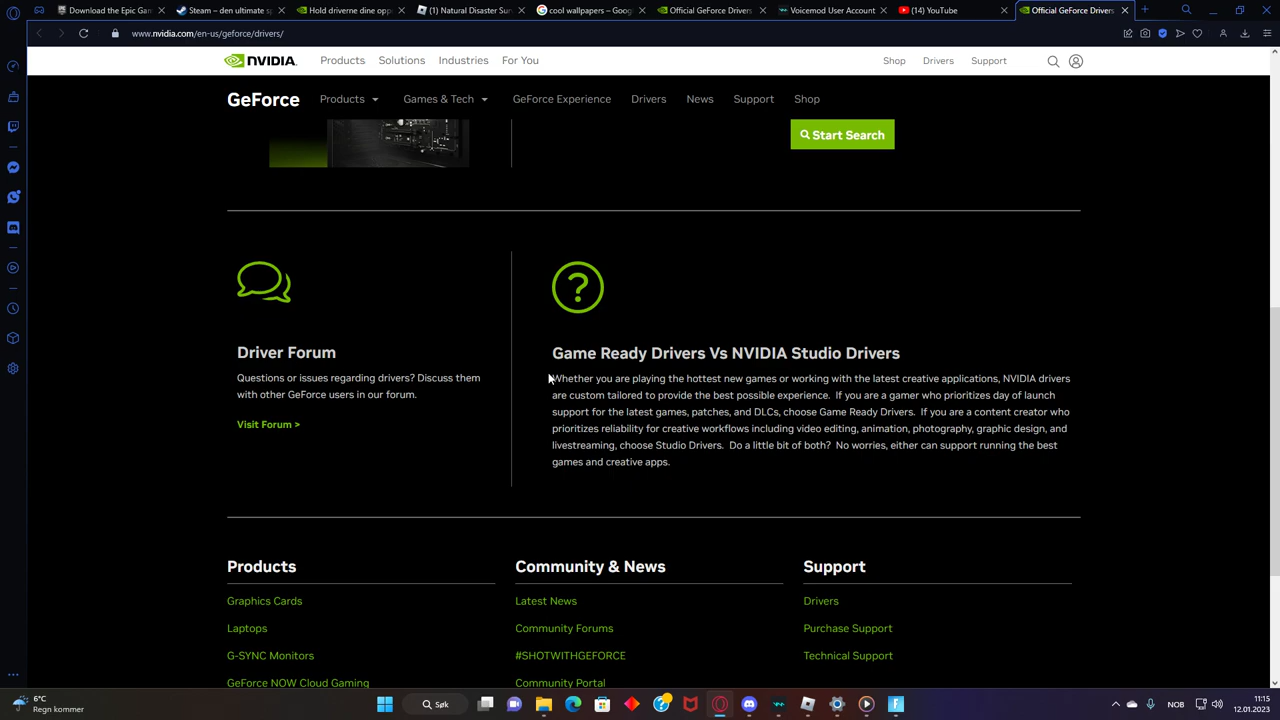 Download the Epic Gam
Steam – den ultimate s
Hold driverne dine opp
(1) Natural Disaster Sur
cool wallpapers – Goog
Official GeForce Drivers
Voicemod User Account
(14) YouTube
Official GeForce Drivers
www.nvidia.com/en-us/geforce/drivers/
NVIDIA.
Products
Solutions
Industries
For You
Shop
Drivers
Support
GeForce
Products
Games & Tech
GeForce Experience
Drivers
News
Support
Shop
Start Search
Driver Forum
Questions or issues regarding drivers? Discuss them
with other GeForce users in our forum.
Visit Forum >
Game Ready Drivers Vs NVIDIA Studio Drivers
Whether you are playing the hottest new games or working with the latest creative applications, NVIDIA drivers
are custom tailored to provide the best possible experience. If you are a gamer who prioritizes day of launch
support for the latest games, patches, and DLCs, choose Game Ready Drivers. If you are a content creator who
prioritizes reliability for creative workflows including video editing, animation, photography, graphic design, and
livestreaming, choose Studio Drivers. Do a little bit of both? No worries, either can support running the best
games and creative apps.
Products
Graphics Cards
Laptops
G-SYNC Monitors
GeForce NOW Cloud Gaming
Community & News
Latest News
Community Forums
#SHOTWITHGEFORCE
Community Portal
Support
Drivers
Purchase Support
Technical Support
6°C
Regn kommer
Søk
NOB
11:15
12.01.2023